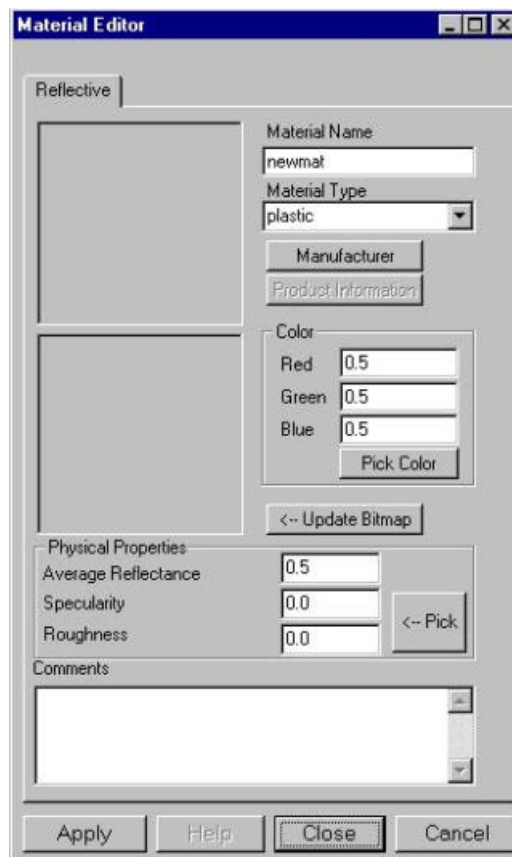 Material Editor
Reflective
Material Name
newmat
Material Type
plastic
Manufacturer
Product Information
Color
Red 0.5
Green 0.5
Blue 0.5
Pick Color
<-- Update Bitmap
Physical Properties
Average Reflectance 0.5
Specularity 0.0
Roughness 0.0
<-- Pick
Comments
Apply Help Close Cancel